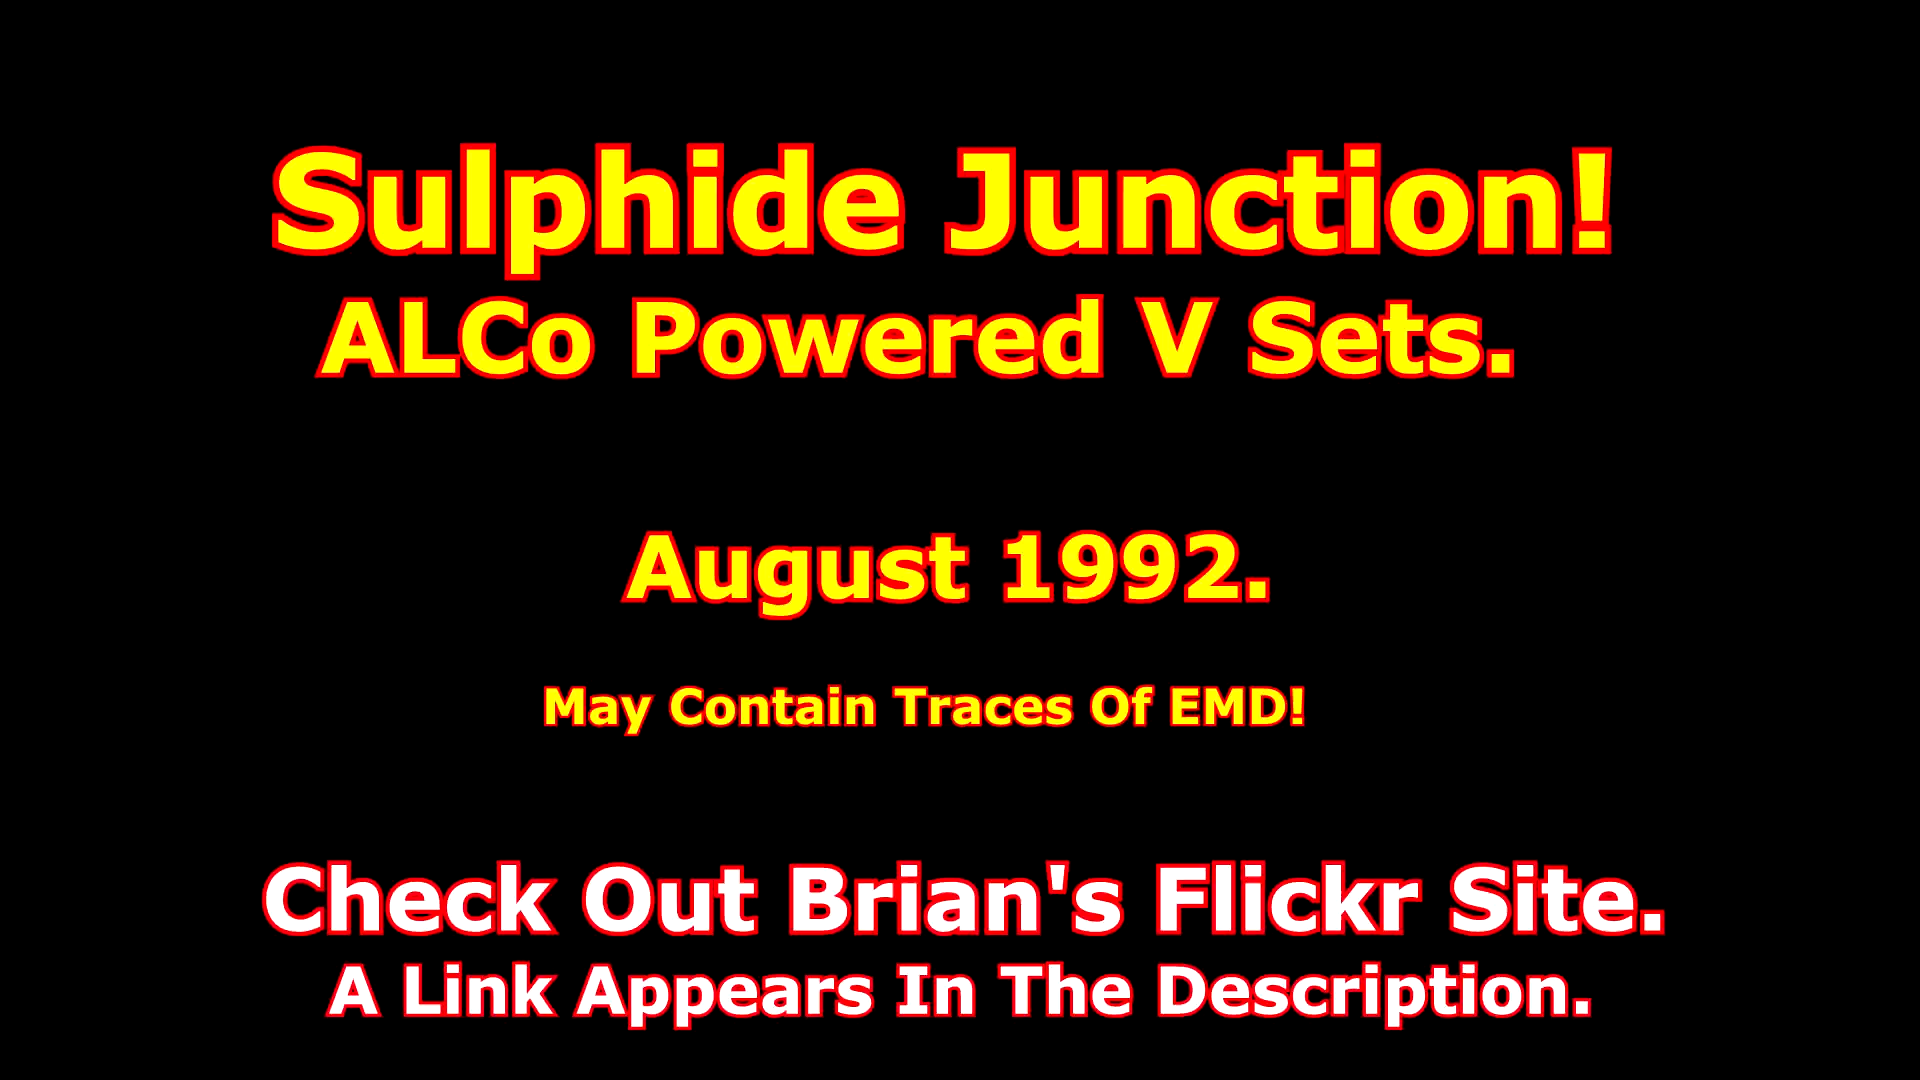 Sulphide Junction!
ALCo Powered V Sets.
August 1992.
May Contain Traces Of EMD!
Check Out Brian's Flickr Site.
A Link Appears In The Description.